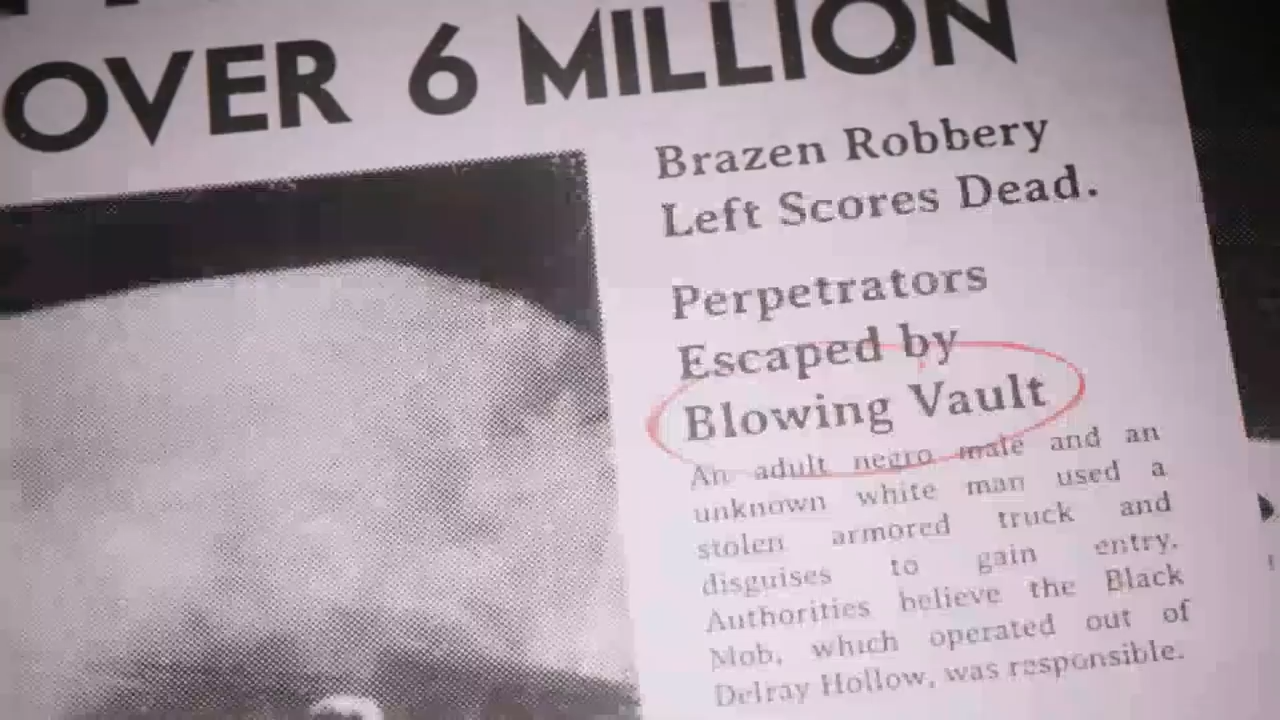 OVER 6 MILLION
Brazen Robbery
Left Scores Dead.
Perpetrators
Escaped by
Blowing Vault
An adult negro male and an
unknown white man used a
stolen armored truck and
disguises to gain entry.
Authorities believe the Black
Mob, which operated out of
Delray Hollow, was responsible.